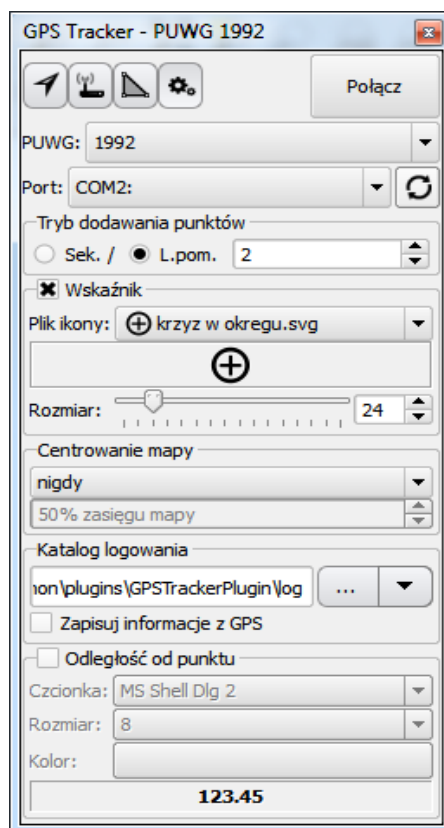 GPS Tracker - PUWG 1992
Połącz
PUWG: 1992
Port: COM2:
Tryb dodawania punktów
Sek. / L.pom. 2
Wskaźnik
Plik ikony: krzyz w okregu.svg
Rozmiar: 24
Centrowanie mapy
nigdy
50% zasięgu mapy
Katalog logowania
hon\plugins\GPSTrackerPlugin\log ...
Zapisuj informacje z GPS
Odległość od punktu
Czcionka: MS Shell Dlg 2
Rozmiar: 8
Kolor:
123.45